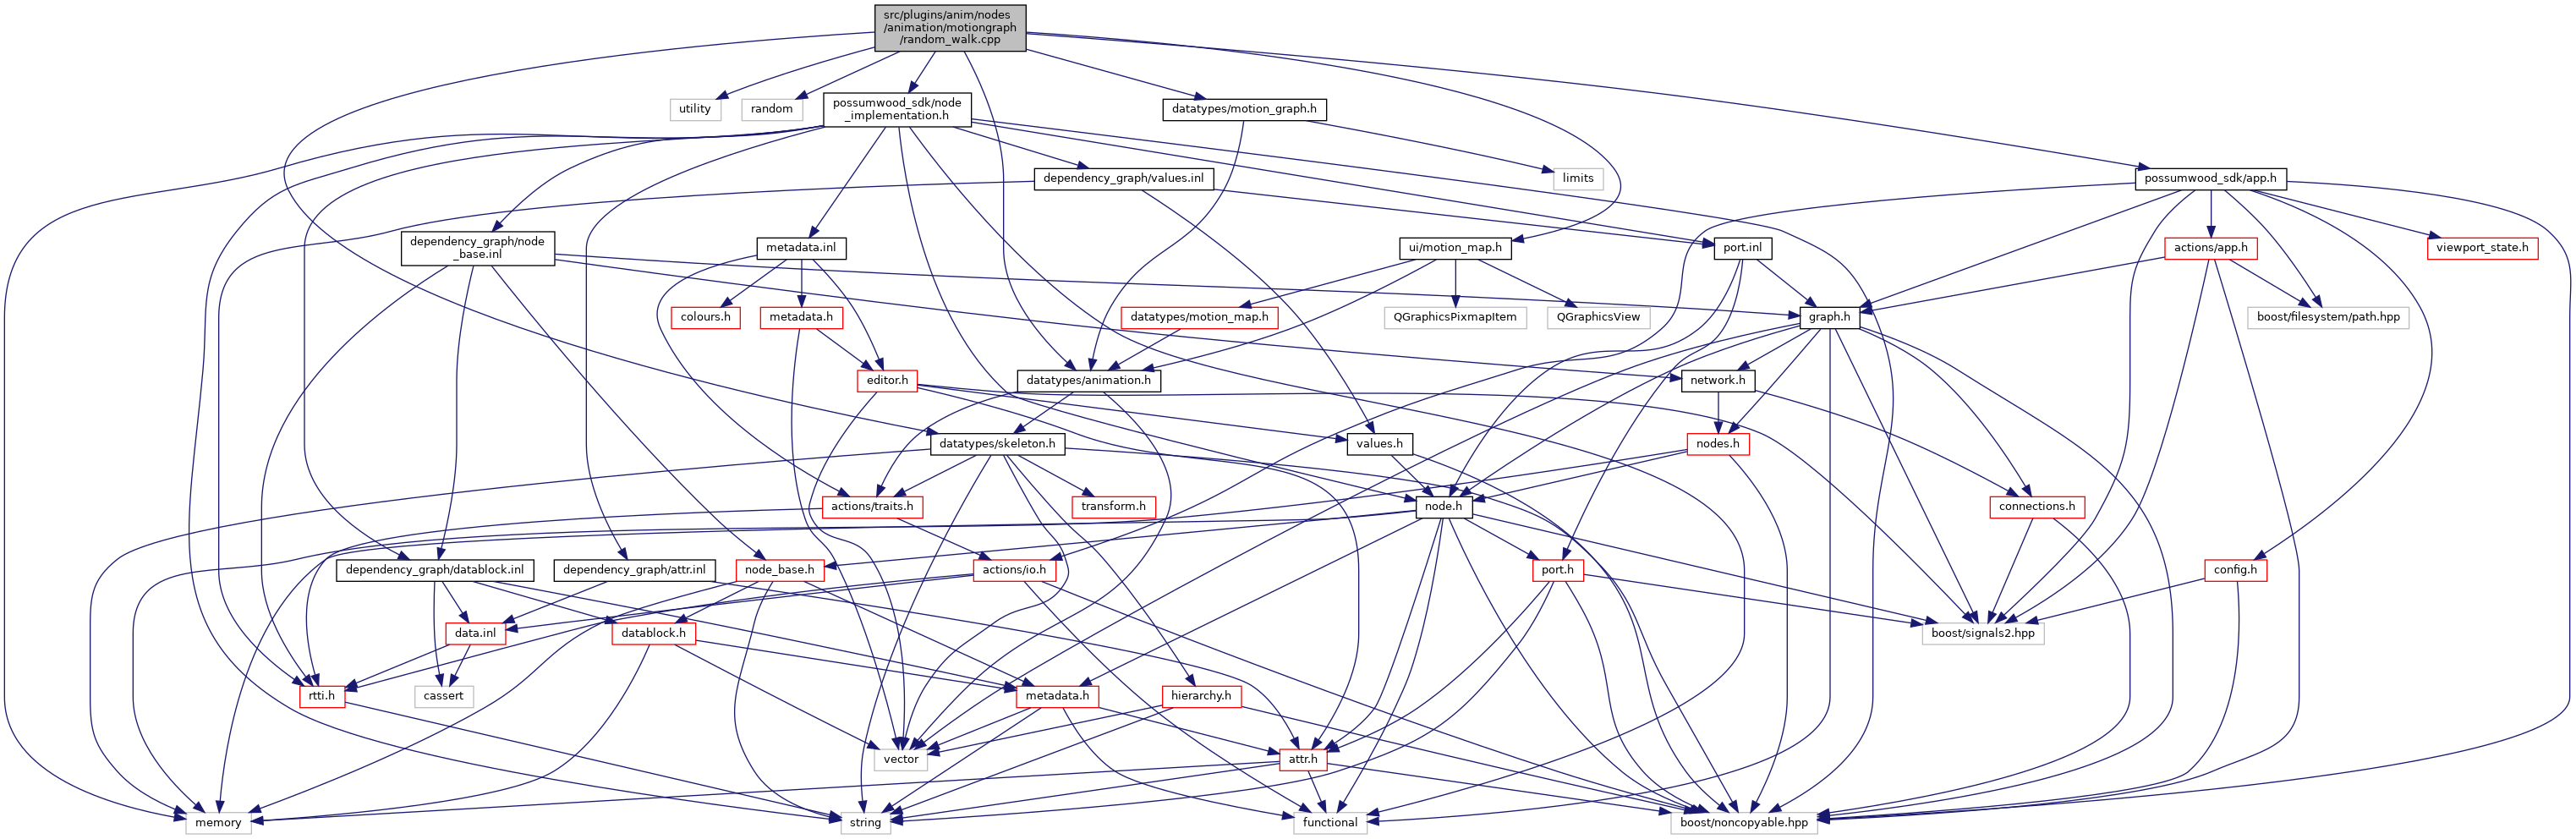 src/plugins/anim/nodes
/animation/motiongraph
/random_walk.cpp
utility
random
possumwood_sdk/node
_implementation.h
datatypes/motion_graph.h
dependency_graph/values.inl
limits
possumwood_sdk/app.h
dependency_graph/node
_base.inl
metadata.inl
ui/motion_map.h
port.inl
actions/app.h
viewport_state.h
colours.h
metadata.h
datatypes/motion_map.h
QGraphicsPixmapItem
QGraphicsView
graph.h
boost/filesystem/path.hpp
editor.h
datatypes/animation.h
network.h
datatypes/skeleton.h
values.h
nodes.h
actions/traits.h
transform.h
node.h
connections.h
dependency_graph/datablock.inl
dependency_graph/attr.inl
node_base.h
actions/io.h
port.h
config.h
data.inl
datablock.h
boost/signals2.hpp
rtti.h
cassert
metadata.h
hierarchy.h
vector
attr.h
memory
string
functional
boost/noncopyable.hpp